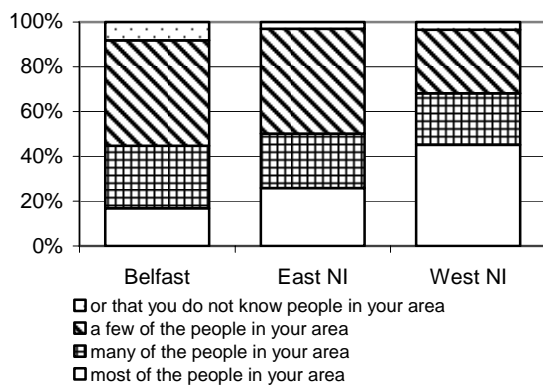 100%
80%
60%
40%
20%
0%
Belfast East NI West NI
or that you do not know people in your area
a few of the people in your area
many of the people in your area
most of the people in your area